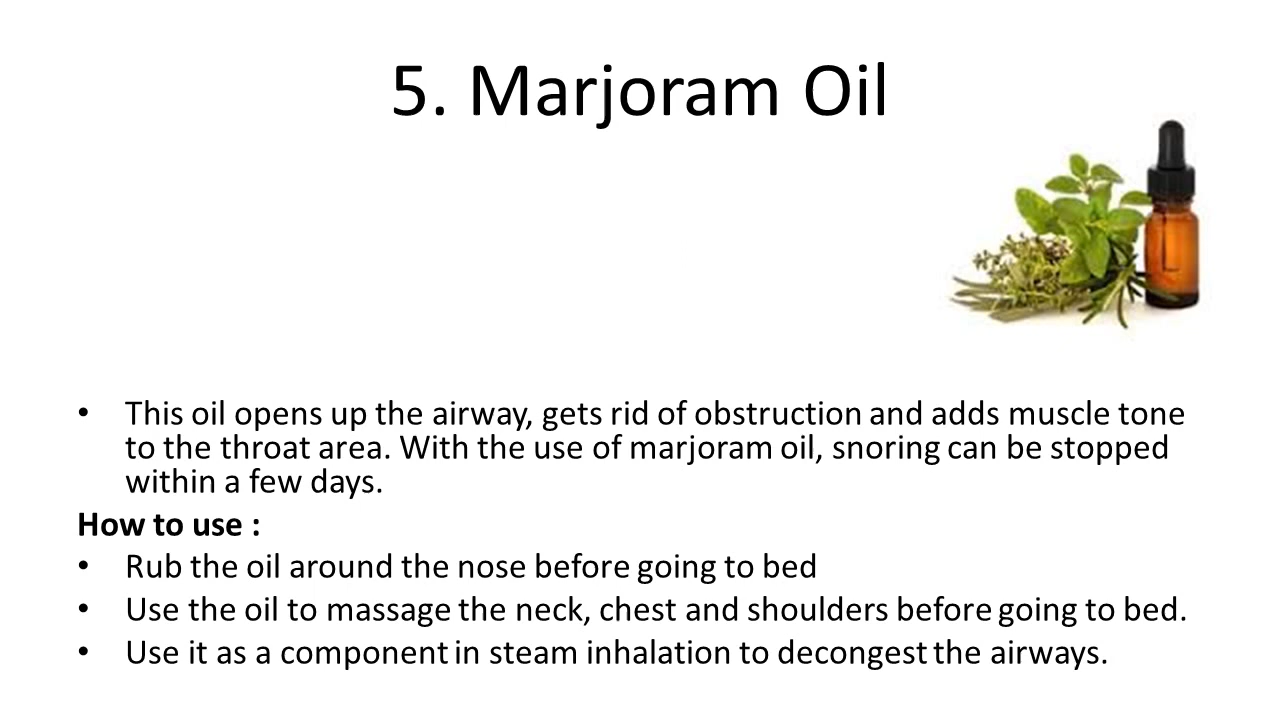 5. Marjoram Oil
• This oil opens up the airway, gets rid of obstruction and adds muscle tone
to the throat area. With the use of marjoram oil, snoring can be stopped
within a few days.
How to use :
• Rub the oil around the nose before going to bed
• Use the oil to massage the neck, chest and shoulders before going to bed.
• Use it as a component in steam inhalation to decongest the airways.